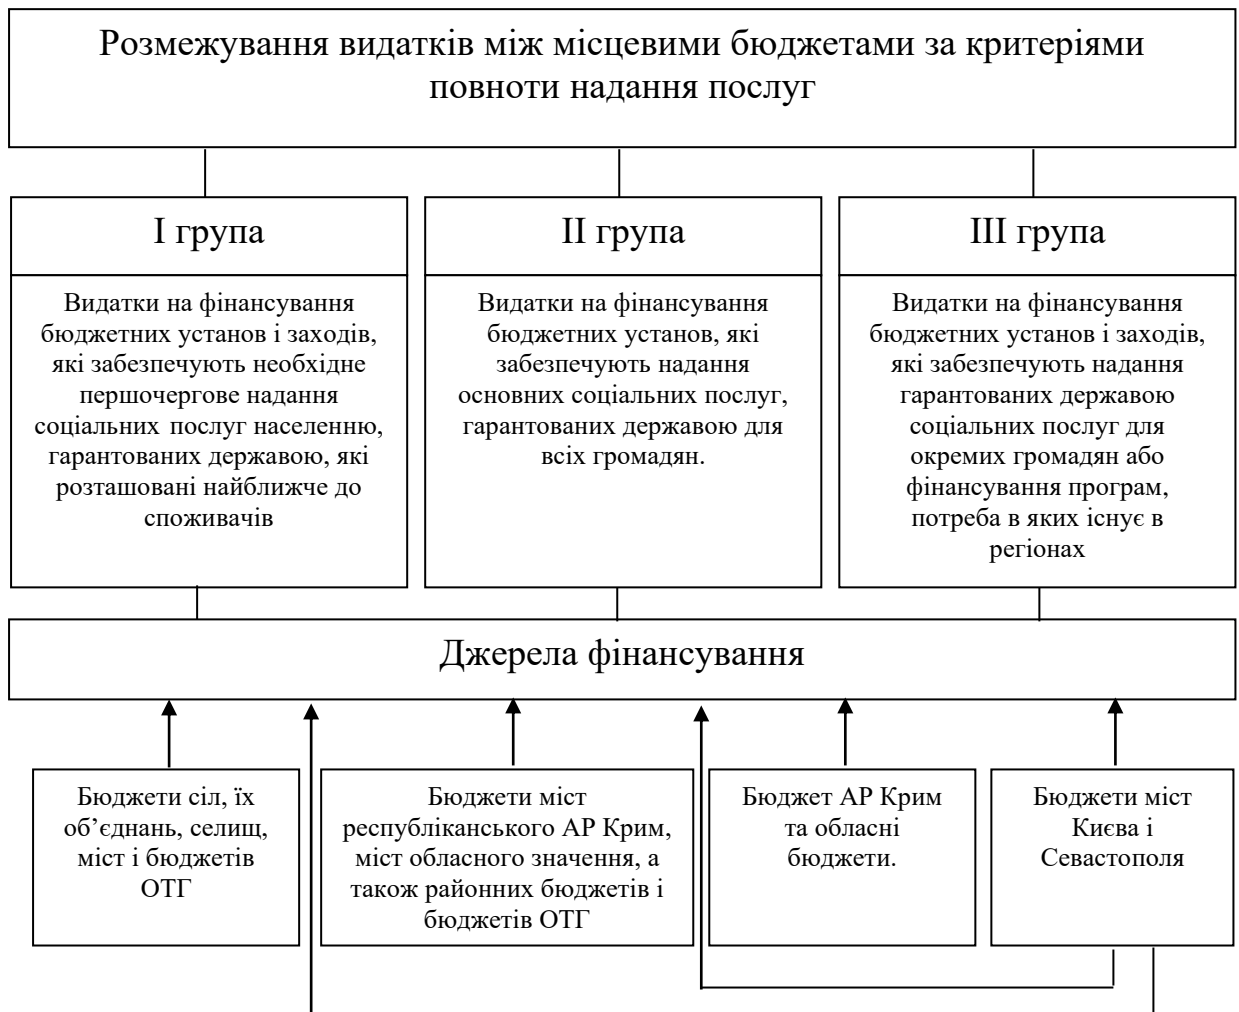 Розмежування видатків між місцевими бюджетами за критеріями
повноти надання послуг
І група
Видатки на фінансування
бюджетних установ і заходів,
які забезпечують необхідне
першочергове надання
соціальних послуг населенню,
гарантованих державою, які
розташовані найближче до
споживачів
ІІ група
Видатки на фінансування
бюджетних установ, які
забезпечують надання
основних соціальних послуг,
гарантованих державою для
всіх громадян.
ІІІ група
Видатки на фінансування
бюджетних установ і заходів,
які забезпечують надання
гарантованих державою
соціальних послуг для
окремих громадян або
фінансування програм,
потреба в яких існує в
регіонах
Джерела фінансування
Бюджети сіл, їх
об’єднань, селищ,
міст і бюджетів
ОТГ
Бюджети міст
республіканського АР Крим,
міст обласного значення, а
також районних бюджетів і
бюджетів ОТГ
Бюджет АР Крим
та обласні
бюджети.
Бюджети міст
Києва і
Севастополя